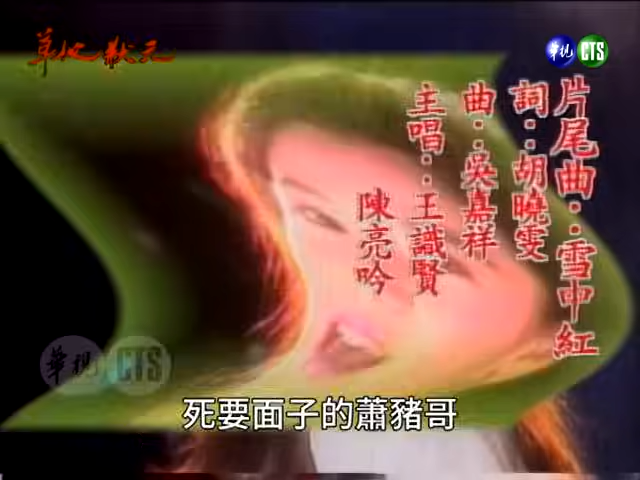 華視 CTS
片尾曲：雪中紅
詞：胡曉雯
曲：吳嘉祥
主唱：王識賢
陳亮吟
華視 CTS
死要面子的蕭豬哥